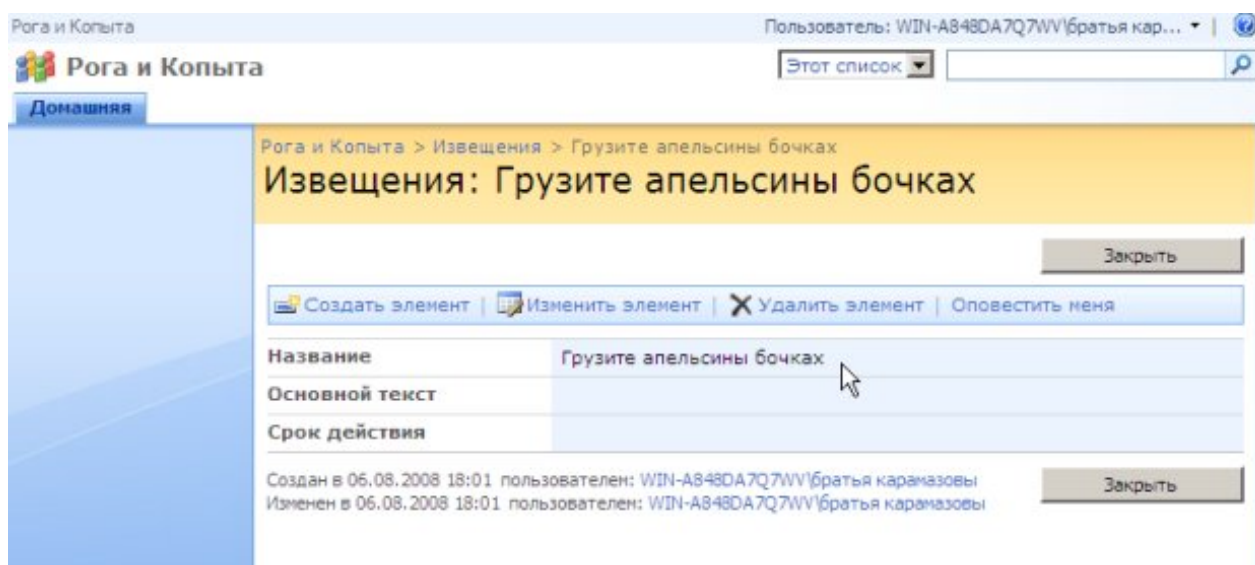 Рога и Копыта
Пользователь: WIN-A848DA7Q7WV\братья кар... |
Рога и Копыта
Этот список
Домашняя
Рога и Копыта > Извещения > Грузите апельсины бочках
Извещения: Грузите апельсины бочках
Закрыть
Создать элемент | Изменить элемент | Удалить элемент | Оповестить меня
Название Грузите апельсины бочках
Основной текст
Срок действия
Создан в 06.08.2008 18:01 пользователем: WIN-A848DA7Q7WV\братья карамазовы
Закрыть
Изменен в 06.08.2008 18:01 пользователем: WIN-A848DA7Q7WV\братья карамазовы